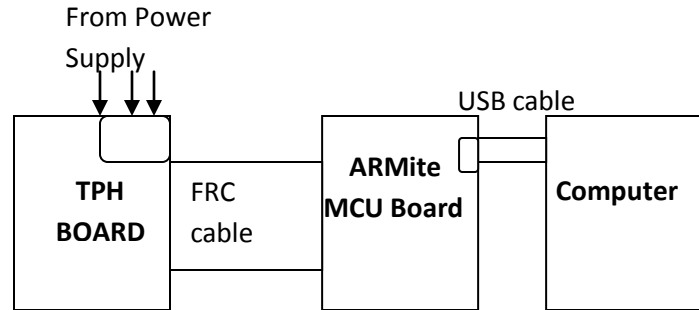 From Power
Supply
USB cable
TPH
BOARD
FRC
cable
ARMite
MCU Board
Computer